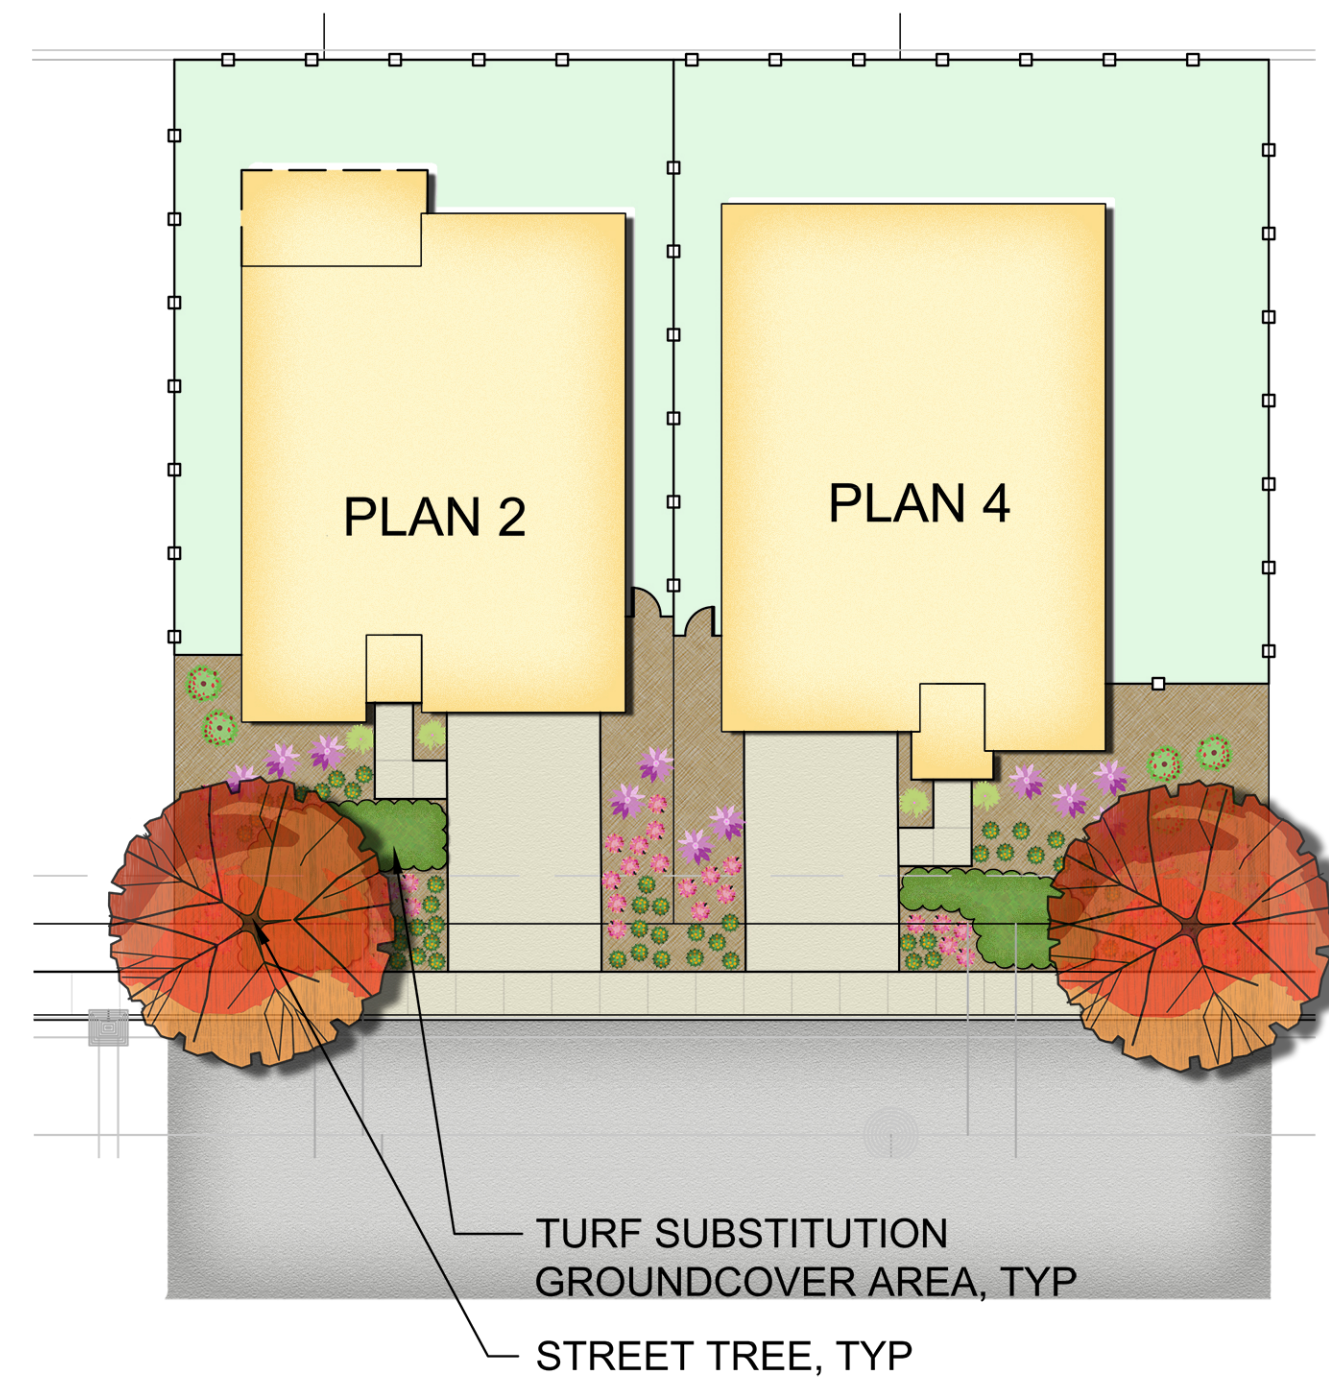 PLAN 2
PLAN 4
TURF SUBSTITUTION
GROUNDCOVER AREA, TYP
STREET TREE, TYP